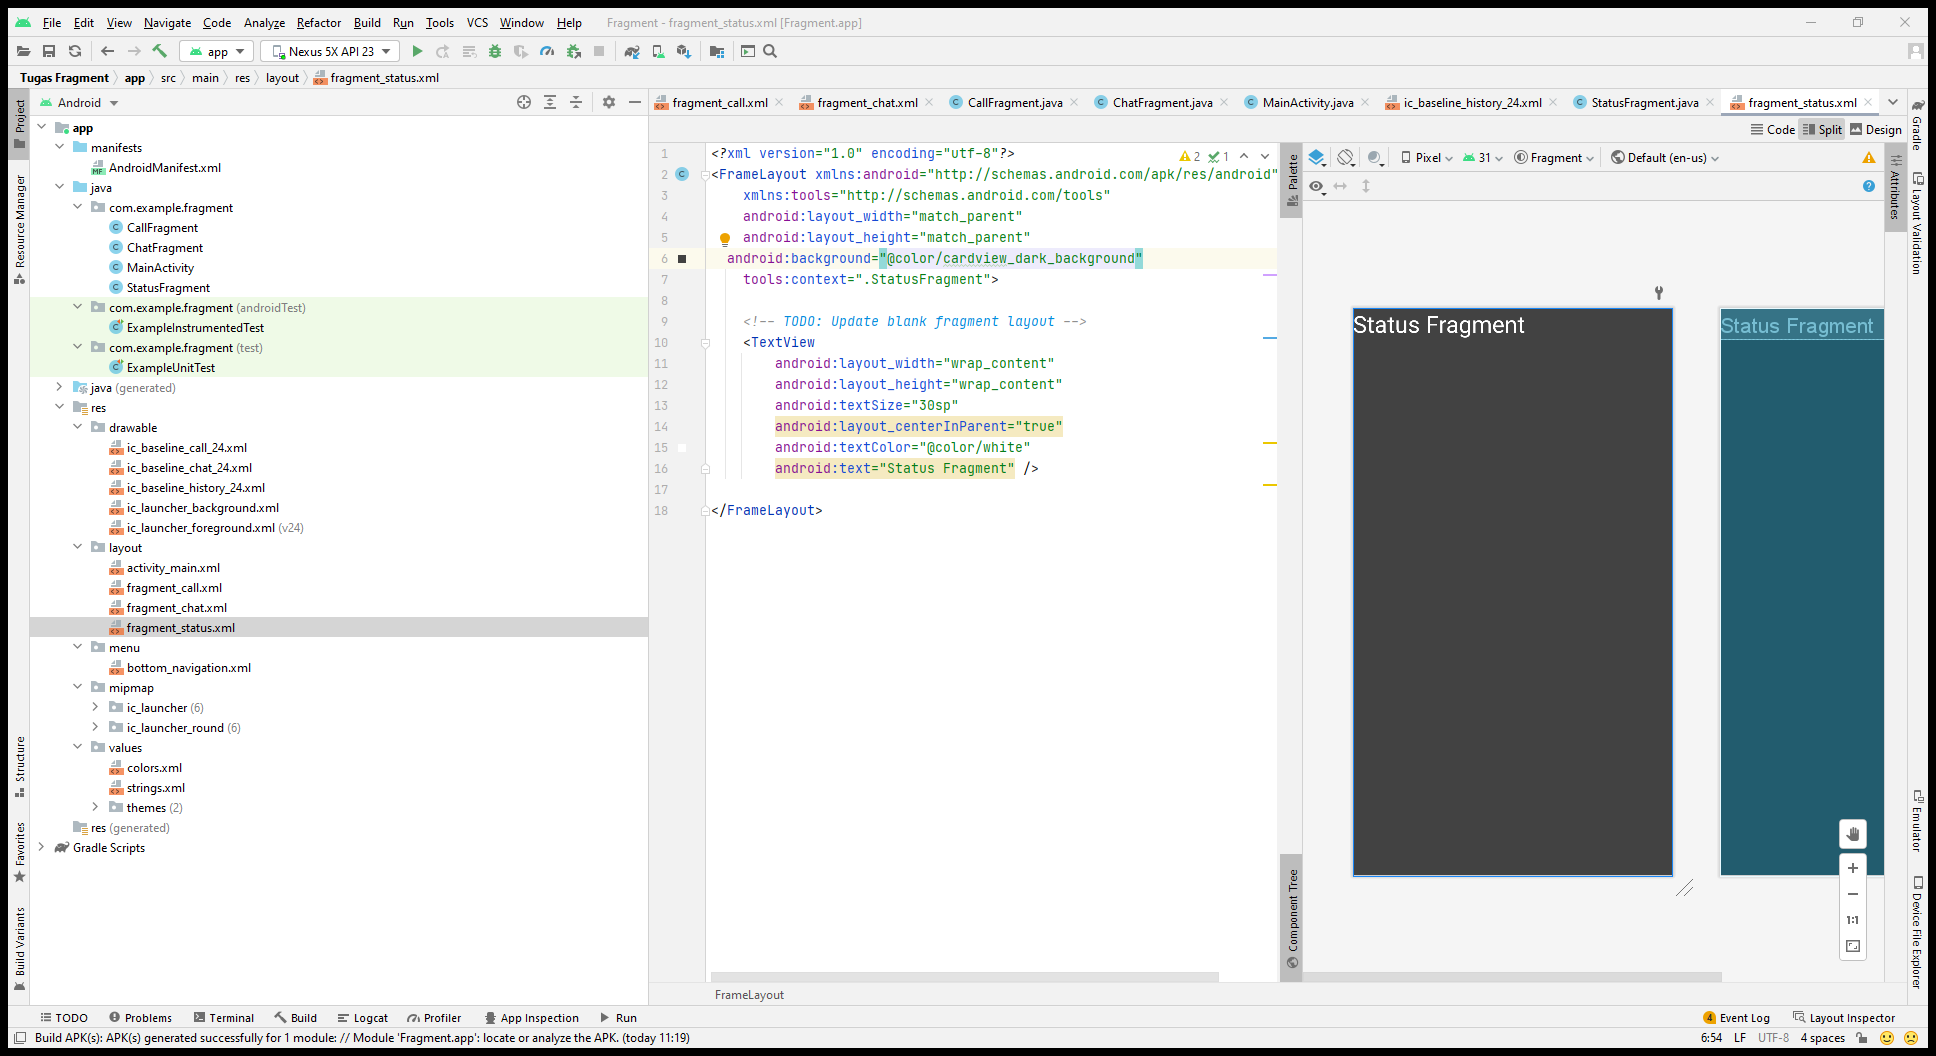 File Edit View Navigate Code Analyze Refactor Build Run Tools VCS Window Help Fragment - fragment_status.xml [Fragment.app]
app Nexus 5X API 23
Tugas Fragment app src main res layout fragment_status.xml
Project
Resource Manager
Structure
Favorites
Build Variants
Android
app
manifests
AndroidManifest.xml
java
com.example.fragment
CallFragment
ChatFragment
MainActivity
StatusFragment
com.example.fragment (androidTest)
ExampleInstrumentedTest
com.example.fragment (test)
ExampleUnitTest
java (generated)
res
drawable
ic_baseline_call_24.xml
ic_baseline_chat_24.xml
ic_baseline_history_24.xml
ic_launcher_background.xml
ic_launcher_foreground.xml (v24)
layout
activity_main.xml
fragment_call.xml
fragment_chat.xml
fragment_status.xml
menu
bottom_navigation.xml
mipmap
ic_launcher (6)
ic_launcher_round (6)
values
colors.xml
strings.xml
themes (2)
res (generated)
Gradle Scripts
fragment_call.xml fragment_chat.xml CallFragment.java ChatFragment.java MainActivity.java ic_baseline_history_24.xml StatusFragment.java fragment_status.xml
Code Split Design
2 1
1 <?xml version="1.0" encoding="utf-8"?>
2 <FrameLayout xmlns:android="http://schemas.android.com/apk/res/android"
3 xmlns:tools="http://schemas.android.com/tools"
4 android:layout_width="match_parent"
5 android:layout_height="match_parent"
6 android:background="@color/cardview_dark_background"
7 tools:context=".StatusFragment">
8
9 <!-- TODO: Update blank fragment layout -->
10 <TextView
11 android:layout_width="wrap_content"
12 android:layout_height="wrap_content"
13 android:textSize="30sp"
14 android:layout_centerInParent="true"
15 android:textColor="@color/white"
16 android:text="Status Fragment" />
17
18 </FrameLayout>
FrameLayout
Palette
Component Tree
Pixel 31 Fragment Default (en-us)
Status Fragment
Status Fragment
1:1
Attributes
Gradle
Layout Validation
Emulator
Device File Explorer
TODO Problems Terminal Build Logcat Profiler App Inspection Run 4 Event Log Layout Inspector
Build APK(s): APK(s) generated successfully for 1 module: // Module 'Fragment.app': locate or analyze the APK. (today 11:19) 6:54 LF UTF-8 4 spaces